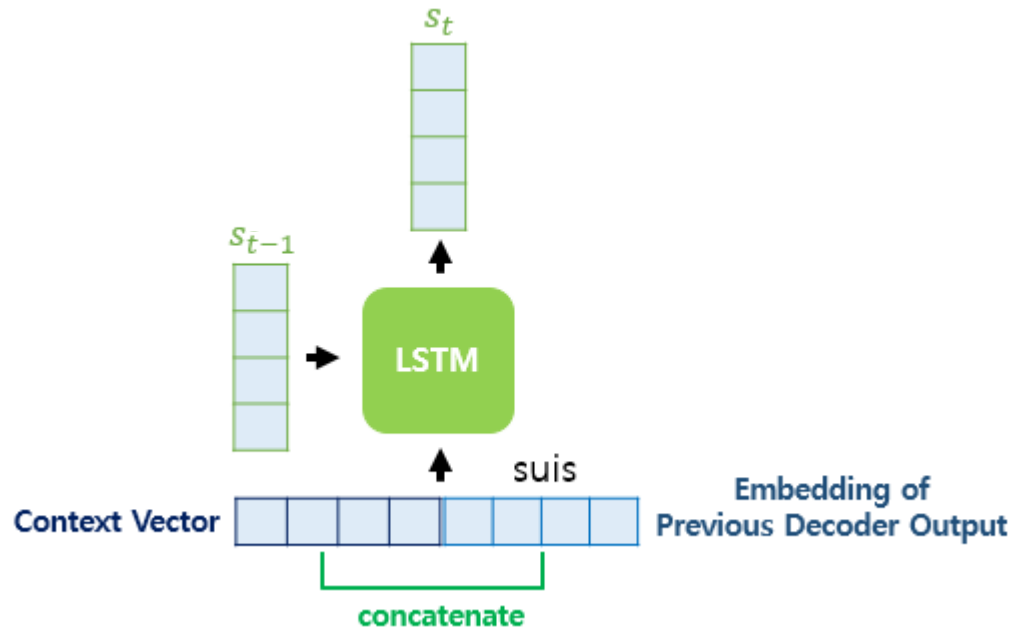 s_t
s_{t-1}
LSTM
suis
Context Vector
Embedding of
Previous Decoder Output
concatenate